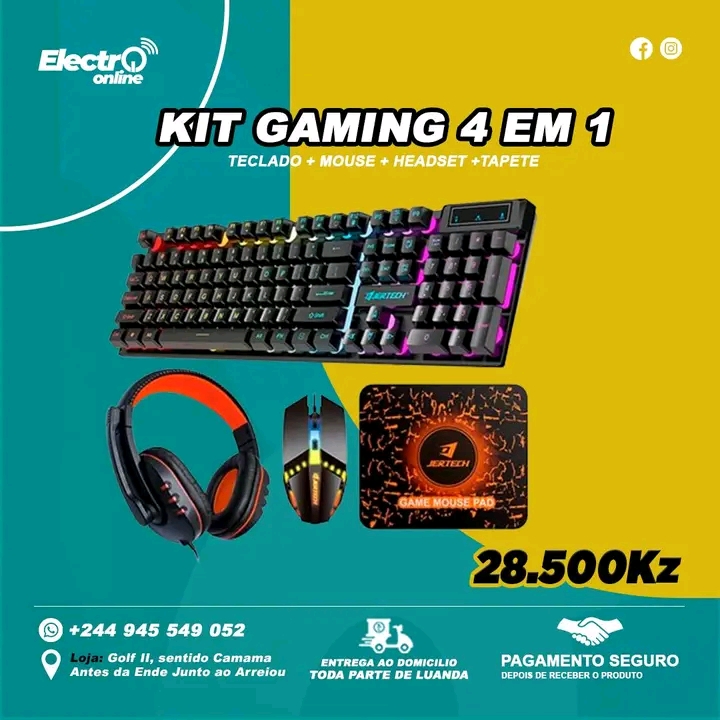 ElectrO
online
KIT GAMING 4 EM 1
TECLADO + MOUSE + HEADSET +TAPETE
JERTECH
Shift
JERTECH
JERTECH
GAME MOUSE PAD
28.500Kz
+244 945 549 052
Loja: Golf II, sentido Camama
Antes da Ende Junto ao Arreiou
ENTREGA AO DOMICILIO
TODA PARTE DE LUANDA
PAGAMENTO SEGURO
DEPOIS DE RECEBER O PRODUTO